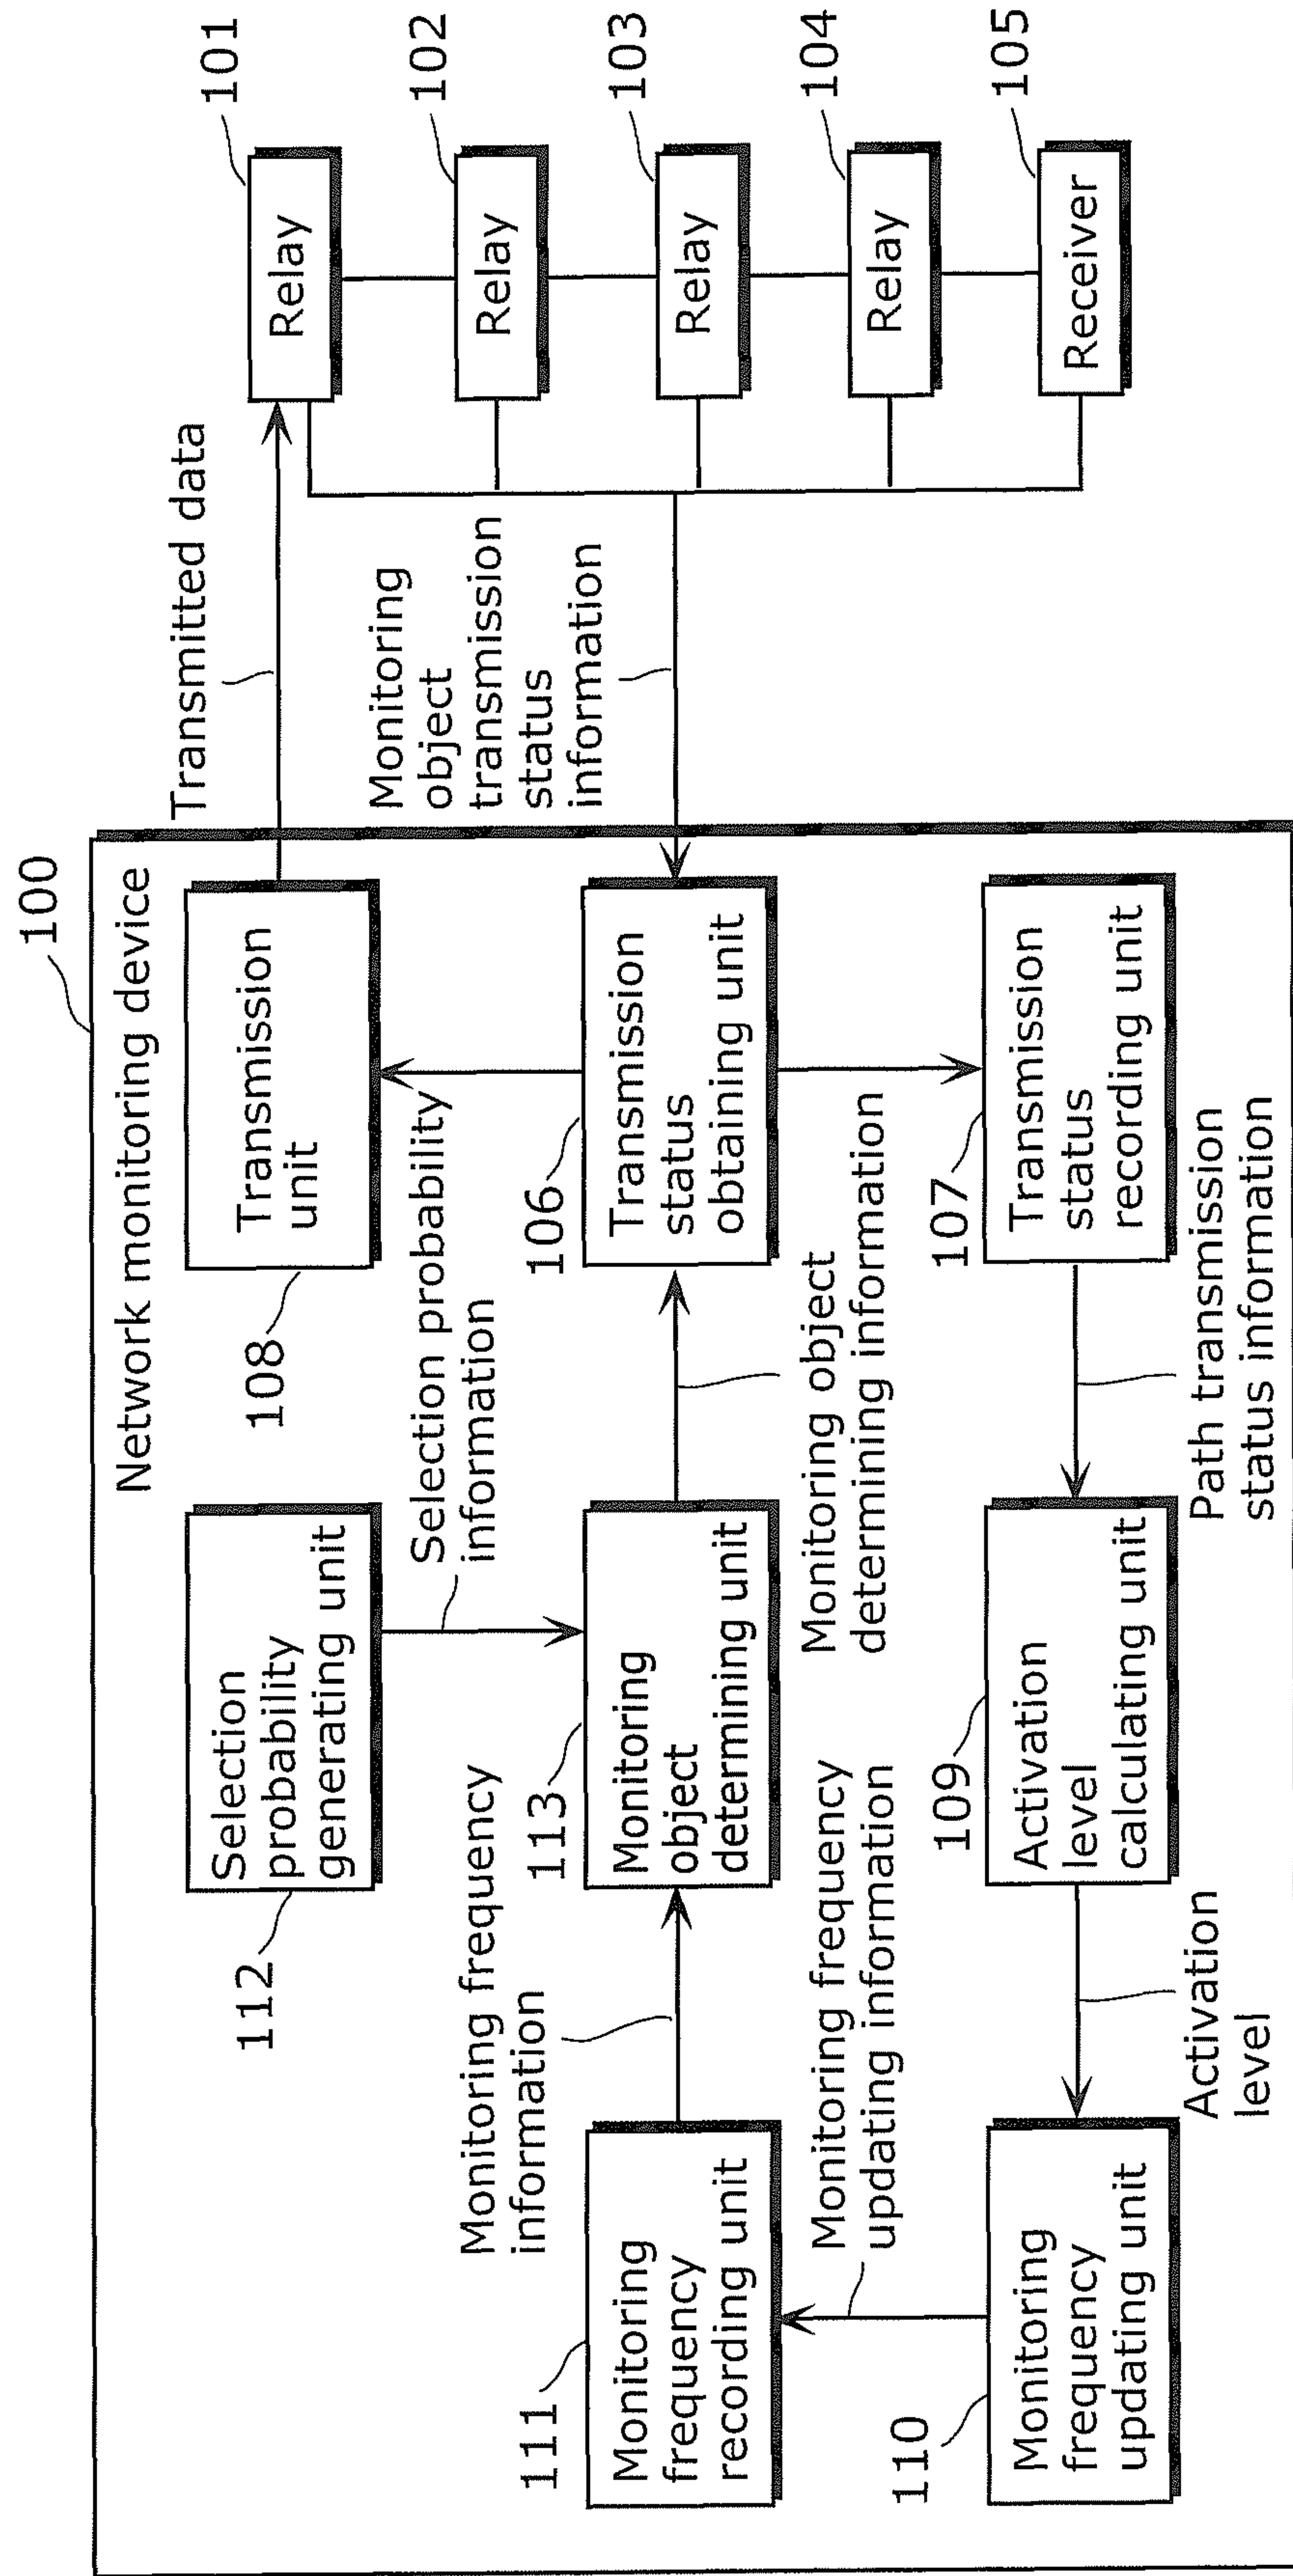 100
Network monitoring device
112
Selection
probability
generating unit
108
Transmission
unit
Transmitted data
Selection probability
information
Monitoring frequency
information
111
Monitoring
frequency
recording unit
113
Monitoring
object
determining unit
106
Transmission
status
obtaining unit
Monitoring
object
transmission
status
information
Monitoring frequency
updating information
Monitoring object
determining information
110
Monitoring
frequency
updating unit
109
Activation
level
calculating unit
107
Transmission
status
recording unit
Activation
level
Path transmission
status information
101
Relay
102
Relay
103
Relay
104
Relay
105
Receiver